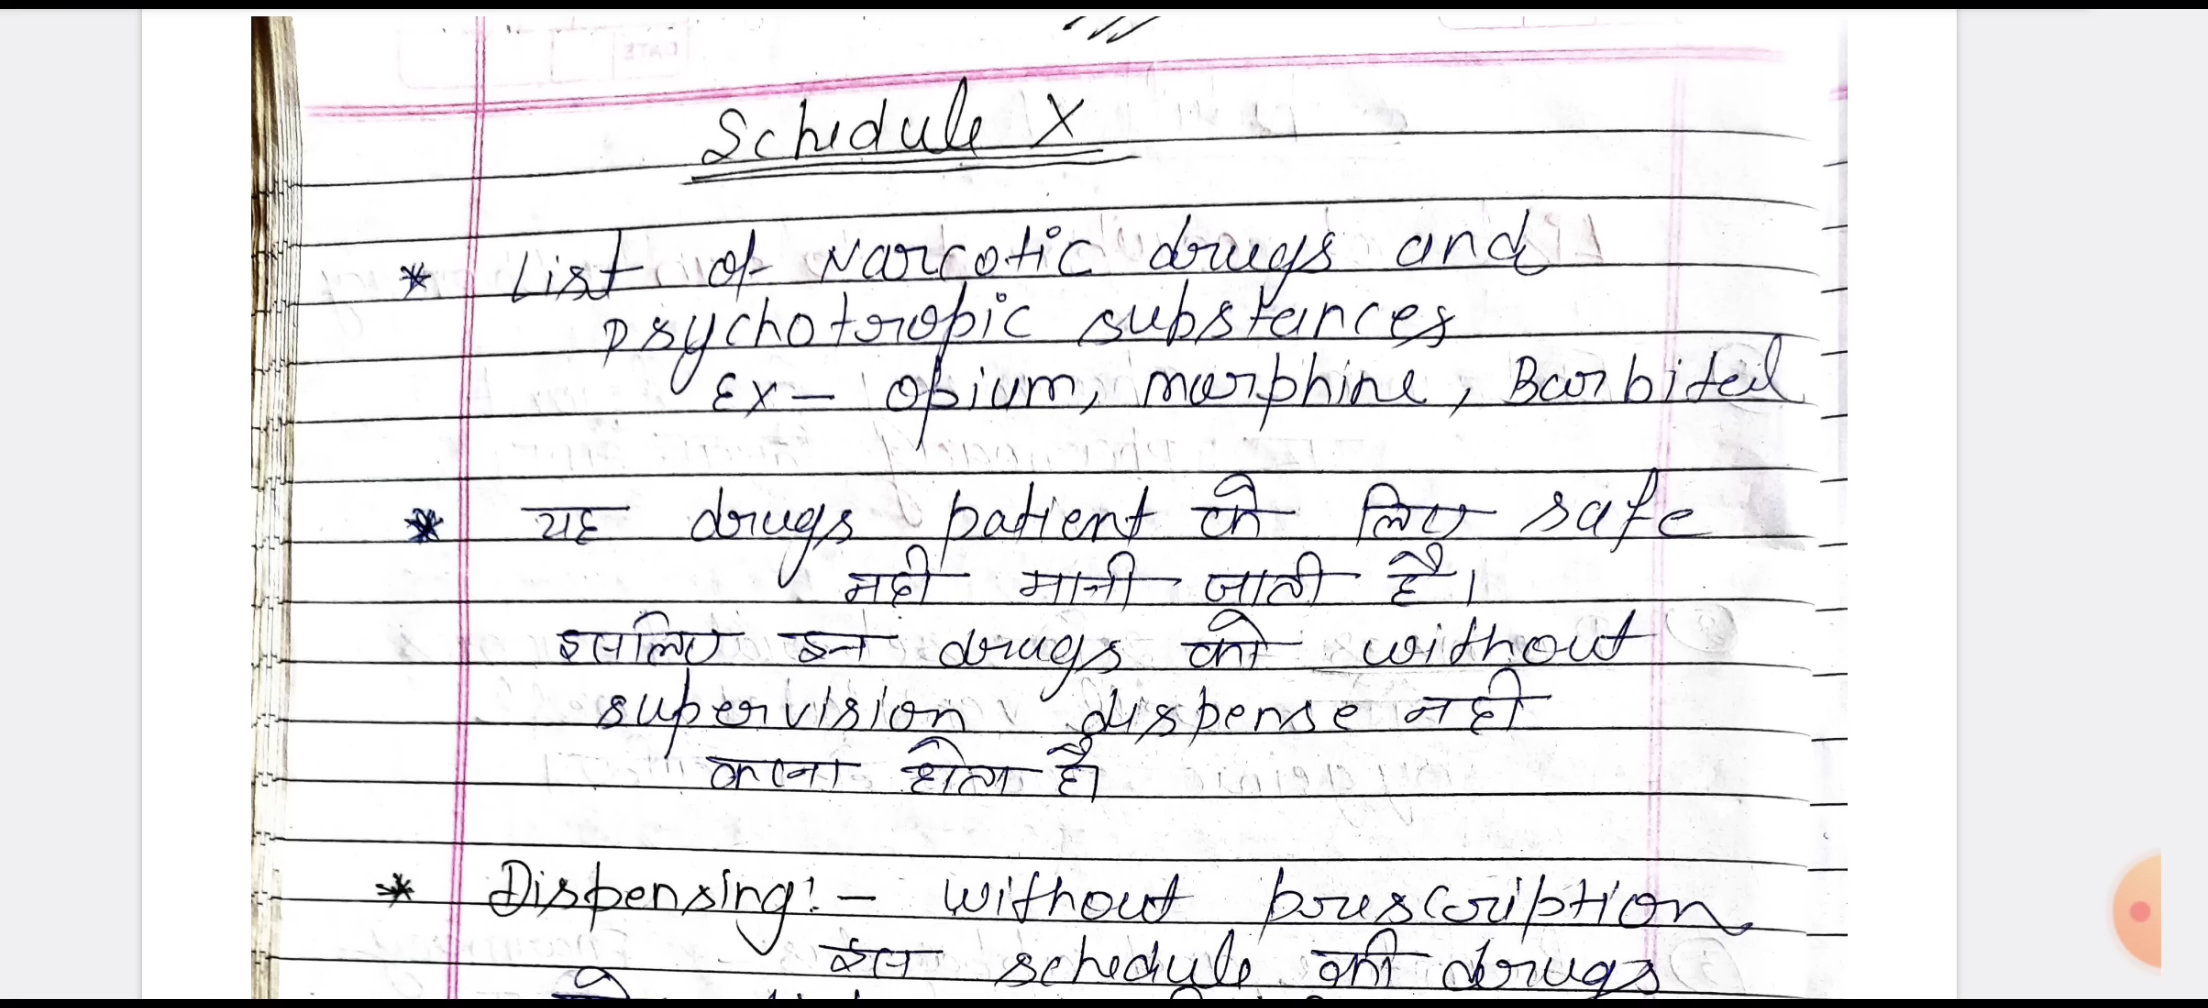 Schedule X
* List of Narcotic drugs and
psychotropic substances
Ex – opium, morphine, Barbital
* यह drugs patient के लिए safe
नही मानी जाती है।
इसलिए इन drugs को without
supervision dispense नही
करना होता है।
* Dispensing:- without prescription
इस schedule की drugs